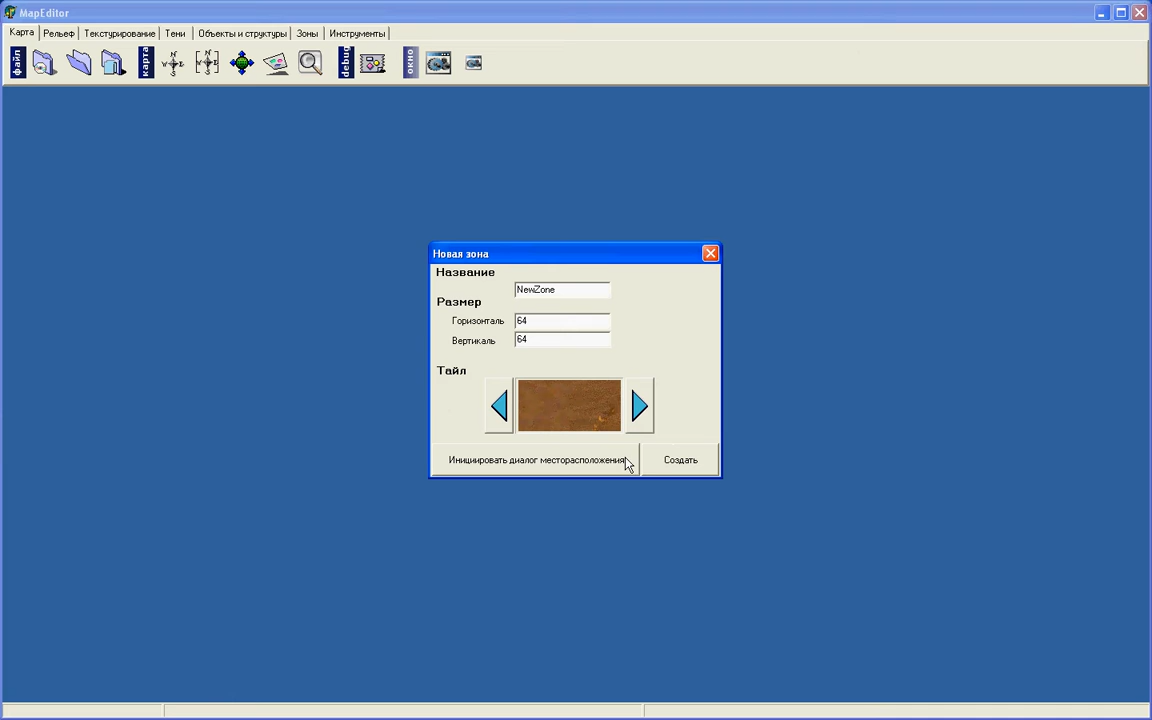 MapEditor
Карта Рельеф Текстурирование Тени Объекты и структуры Зоны Инструменты
файл карта debug окно
Новая зона
Название
NewZone
Размер
Горизонталь 64
Вертикаль 64
Тайл
Инициировать диалог месторасположения Создать